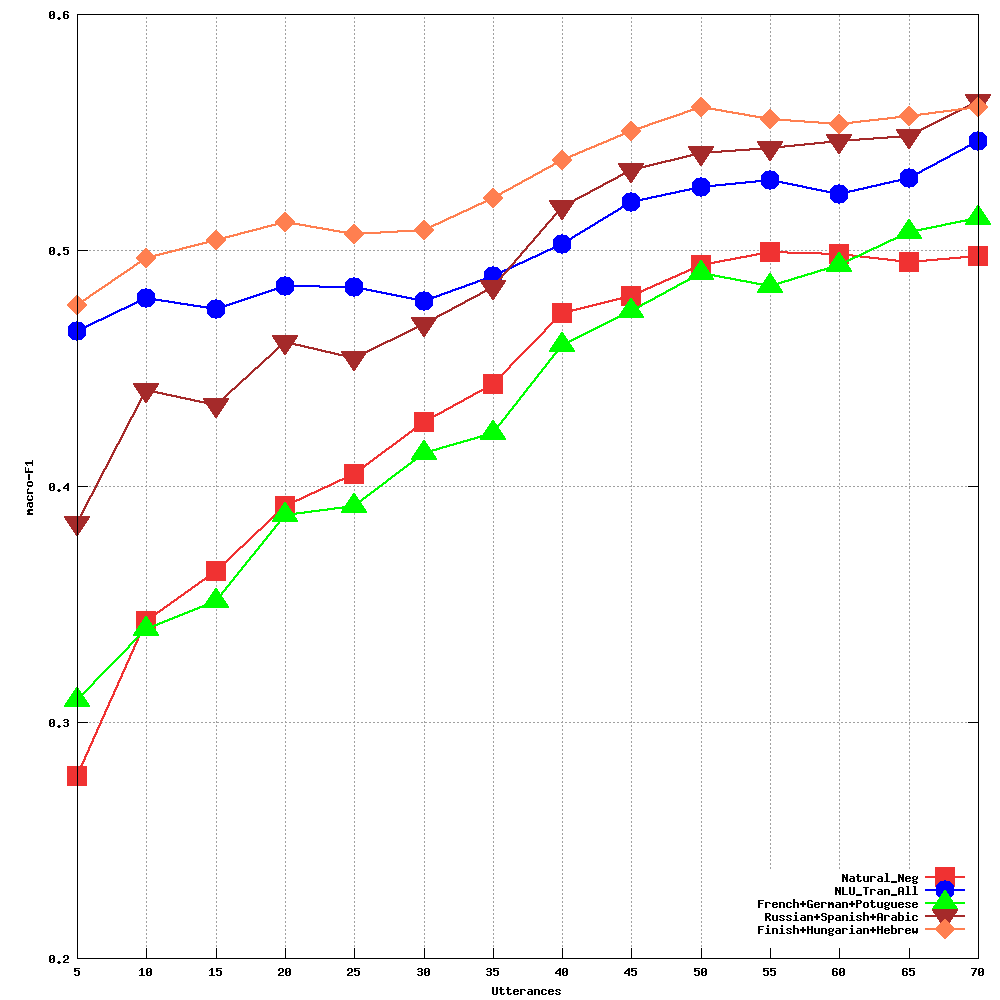 0.6
0.5
0.4
0.3
0.2
macro-F1
5 10 15 20 25 30 35 40 45 50 55 60 65 70
Utterances
Natural_Neg
NLU_Tran_All
French+German+Potuguese
Russian+Spanish+Arabic
Finish+Hungarian+Hebrew